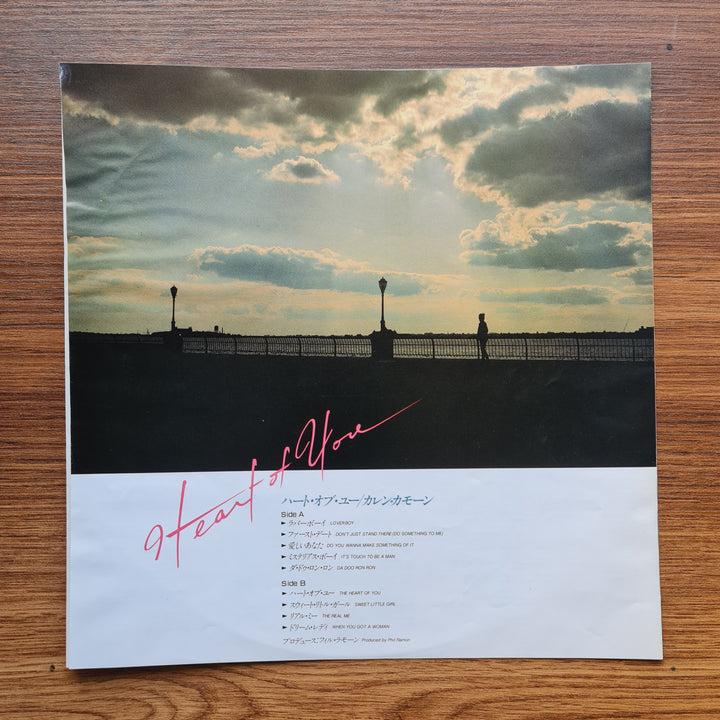 Heart of You
ハート・オブ・ユー/カレン・カモーン
Side A
►ラバー・ボーイ LOVERBOY
►ファースト・デート DON'T JUST STAND THERE (DO SOMETHING TO ME)
►愛しいあなた DO YOU WANNA MAKE SOMETHING OF IT
►ミステリアス・ボーイ IT'S TOUCH TO BE A MAN
►ダ・ドゥ・ロン・ロン DA DOO RON RON
Side B
►ハート・オブ・ユー THE HEART OF YOU
►スウィート・リトル・ガール SWEET LITTLE GIRL
►リアル・ミー THE REAL ME
►ドリーム・レディ WHEN YOU GOT A WOMAN
プロデュース:フィル・ラモーン Produced by Phil Ramon